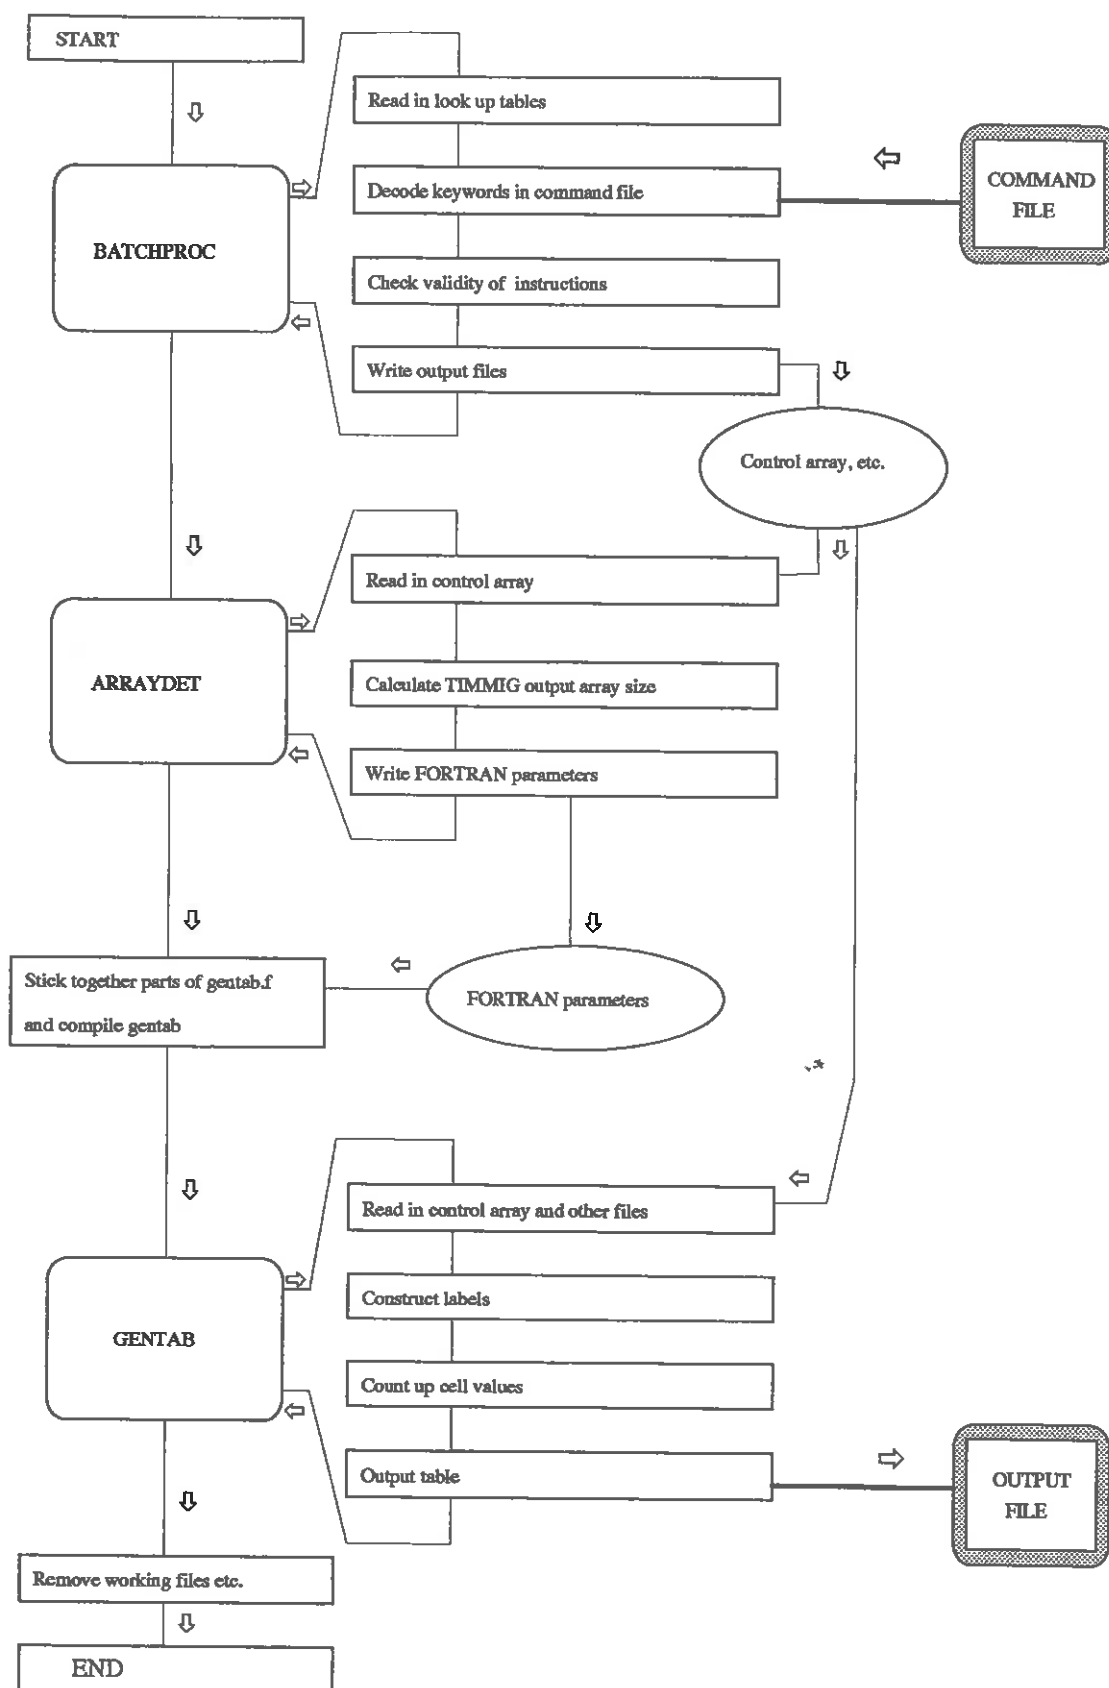 START
Read in look up tables
Decode keywords in command file
COMMAND
FILE
BATCHPROC
Check validity of instructions
Write output files
Control array, etc.
Read in control array
ARRAYDET
Calculate TIMMIG output array size
Write FORTRAN parameters
Stick together parts of gentab.f
and compile gentab
FORTRAN parameters
Read in control array and other files
Construct labels
GENTAB
Count up cell values
Output table
OUTPUT
FILE
Remove working files etc.
END